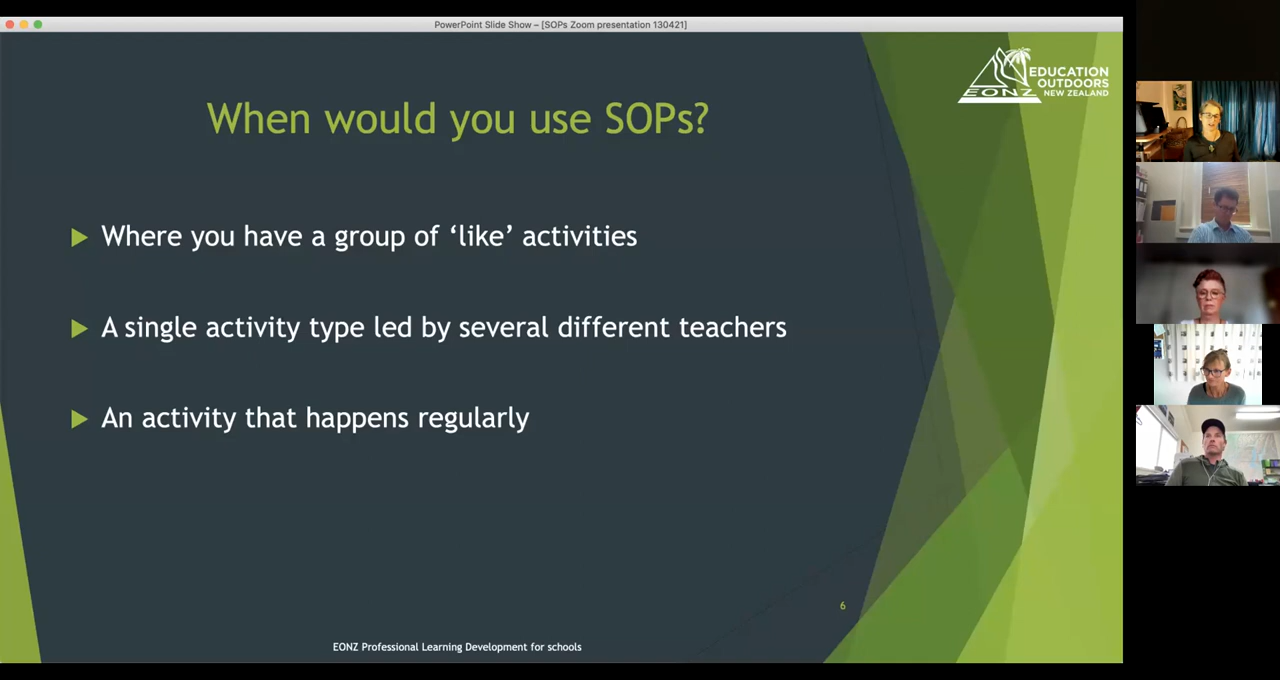 PowerPoint Slide Show – [SOPs Zoom presentation 130421]
EDUCATION
OUTDOORS
NEW ZEALAND
EONZ
When would you use SOPs?
Where you have a group of ‘like’ activities
A single activity type led by several different teachers
An activity that happens regularly
6
EONZ Professional Learning Development for schools